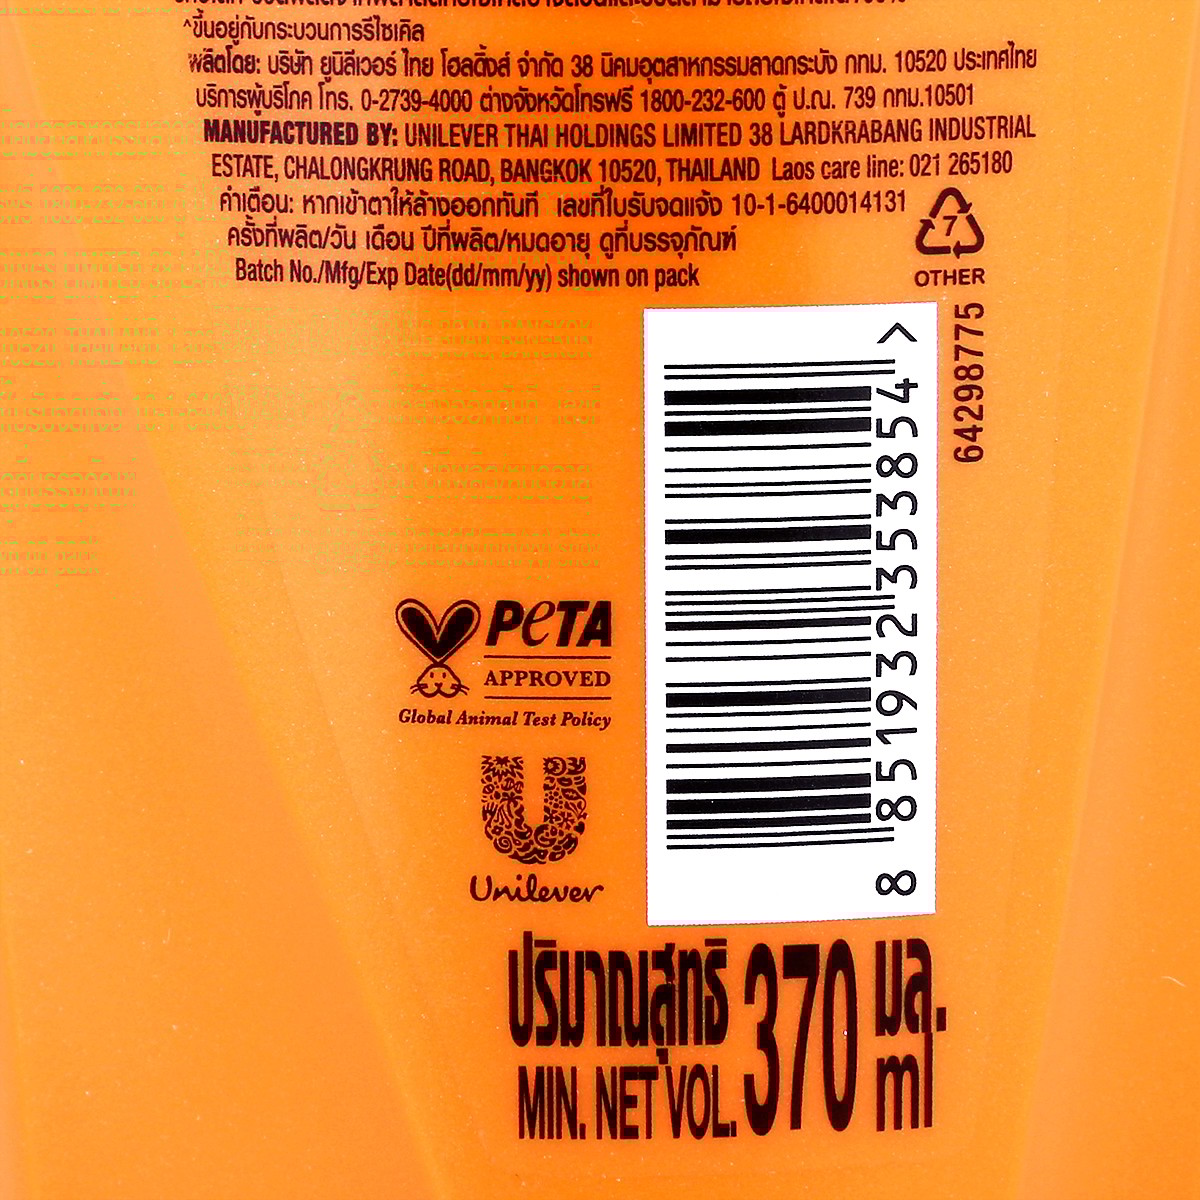 ^ขึ้นอยู่กับกระบวนการรีไซเคิล
ผลิตโดย: บริษัท ยูนิลีเวอร์ ไทย โฮลดิ้งส์ จำกัด 38 นิคมอุตสาหกรรมลาดกระบัง กทม. 10520 ประเทศไทย
บริการผู้บริโภค โทร. 0-2739-4000 ต่างจังหวัดโทรฟรี 1800-232-600 ตู้ ป.ณ. 739 กทม.10501
MANUFACTURED BY: UNILEVER THAI HOLDINGS LIMITED 38 LARDKRABANG INDUSTRIAL
ESTATE, CHALONGKRUNG ROAD, BANGKOK 10520, THAILAND Laos care line: 021 265180
คำเตือน: หากเข้าตาให้ล้างออกทันที เลขที่ใบรับจดแจ้ง 10-1-6400014131
ครั้งที่ผลิต/วัน เดือน ปีที่ผลิต/หมดอายุ ดูที่บรรจุภัณฑ์
Batch No./Mfg/Exp Date(dd/mm/yy) shown on pack
7
OTHER
64298775
8 851932 353854 >
PETA
APPROVED
Global Animal Test Policy
Unilever
ปริมาณสุทธิ 370 มล.
MIN. NET VOL. ml